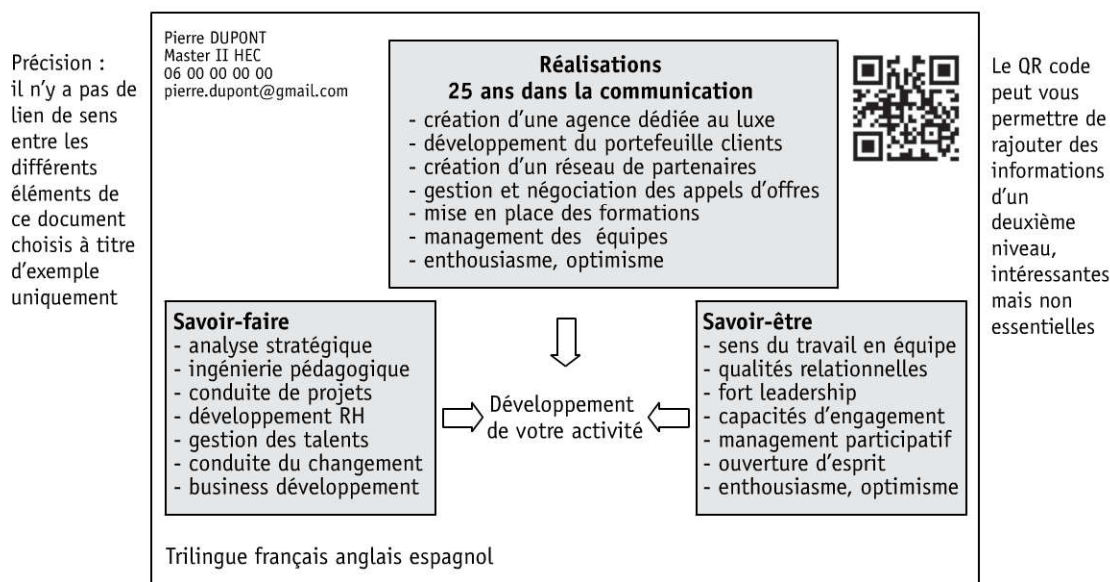 Précision :
il n'y a pas de
lien de sens
entre les
différents
éléments de
ce document
choisis à titre
d'exemple
uniquement
Pierre DUPONT
Master II HEC
06 00 00 00 00
pierre.dupont@gmail.com
Réalisations
25 ans dans la communication
- création d'une agence dédiée au luxe
- développement du portefeuille clients
- création d'un réseau de partenaires
- gestion et négociation des appels d'offres
- mise en place des formations
- management des équipes
- enthousiasme, optimisme
Le QR code
peut vous
permettre de
rajouter des
informations
d'un
deuxième
niveau,
intéressantes
mais non
essentielles
Savoir-faire
- analyse stratégique
- ingénierie pédagogique
- conduite de projets
- développement RH
- gestion des talents
- conduite du changement
- business développement
Développement
de votre activité
Savoir-être
- sens du travail en équipe
- qualités relationnelles
- fort leadership
- capacités d'engagement
- management participatif
- ouverture d'esprit
- enthousiasme, optimisme
Trilingue français anglais espagnol